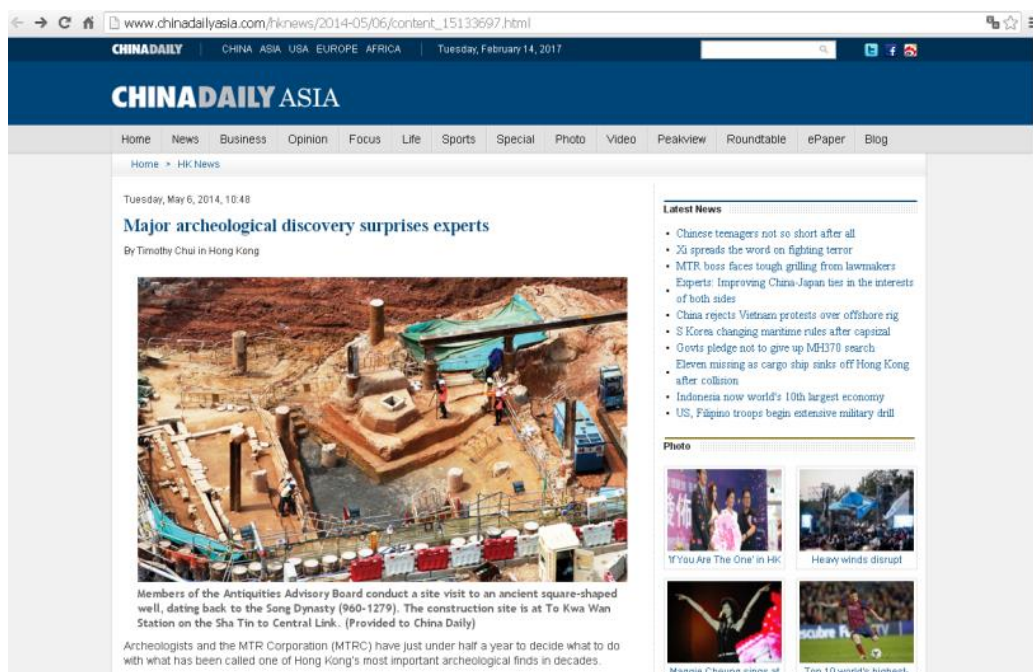 www.chinadailyasia.com/hknews/2014-05/06/content_15133697.html
CHINADAILY CHINA ASIA USA EUROPE AFRICA Tuesday, February 14, 2017
CHINADAILY ASIA
Home News Business Opinion Focus Life Sports Special Photo Video Peakview Roundtable ePaper Blog
Home > HK News
Tuesday, May 6, 2014, 10:48
Major archeological discovery surprises experts
By Timothy Chui in Hong Kong
Members of the Antiquities Advisory Board conduct a site visit to an ancient square-shaped
well, dating back to the Song Dynasty (960-1279). The construction site is at To Kwa Wan
Station on the Sha Tin to Central Link. (Provided to China Daily)
Archeologists and the MTR Corporation (MTRC) have just under half a year to decide what to do
with what has been called one of Hong Kong's most important archeological finds in decades.
Latest News
Chinese teenagers not so short after all
Xi spreads the word on fighting terror
MTR boss faces tough grilling from lawmakers
Experts: Improving China-Japan ties in the interests
of both sides
China rejects Vietnam protests over offshore rig
S Korea changing maritime rules after capsizal
Govts pledge not to give up MH370 search
Eleven missing as cargo ship sinks off Hong Kong
after collision
Indonesia now world's 10th largest economy
US, Filipino troops begin extensive military drill
Photo
'If You Are The One' in HK
Heavy winds disrupt
Maggie Cheung sings at
Top 10 world's highest